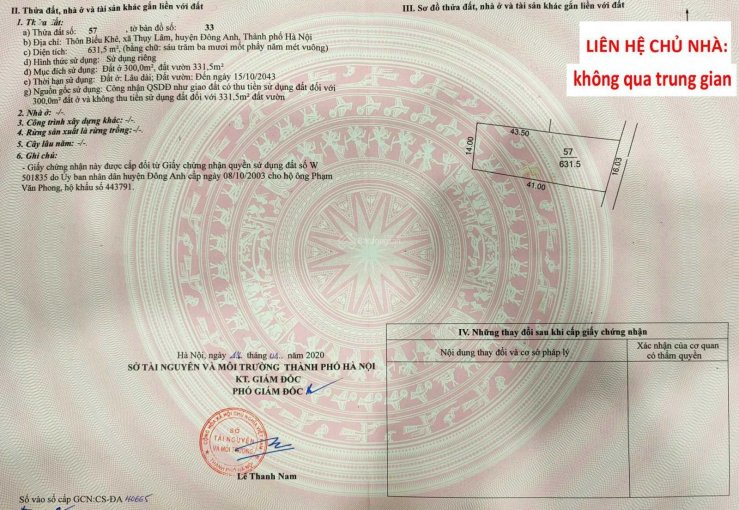 II. Thửa đất, nhà ở và tài sản khác gắn liền với đất
1. Thửa đất:
a) Thửa đất số: 57 , tờ bản đồ số: 33
b) Địa chỉ: Thôn Biểu Khê, xã Thụy Lâm, huyện Đông Anh, Thành phố Hà Nội
c) Diện tích: 631,5 m², (bằng chữ: sáu trăm ba mươi mốt phẩy năm mét vuông)
d) Hình thức sử dụng: Sử dụng riêng
đ) Mục đích sử dụng: Đất ở 300,0m², đất vườn 331,5m²
e) Thời hạn sử dụng: Đất ở: Lâu dài; Đất vườn: Đến ngày 15/10/2043
g) Nguồn gốc sử dụng: Công nhận QSDĐ như giao đất có thu tiền sử dụng đất đối với
300,0m² đất ở và không thu tiền sử dụng đất đối với 331,5m² đất vườn
2. Nhà ở: -/-
3. Công trình xây dựng khác: -/-
4. Rừng sản xuất là rừng trồng: -/-
5. Cây lâu năm: -/-
6. Ghi chú:
- Giấy chứng nhận này được cấp đổi từ Giấy chứng nhận quyền sử dụng đất số W
501835 do Ủy ban nhân dân huyện Đông Anh cấp ngày 08/10/2003 cho hộ ông Phạm
Văn Phong, hộ khẩu số 443791.
Hà Nội, ngày tháng năm 2020
SỞ TÀI NGUYÊN VÀ MÔI TRƯỜNG THÀNH PHỐ HÀ NỘI
KT. GIÁM ĐỐC
PHÓ GIÁM ĐỐC
SỞ
TÀI NGUYÊN
VÀ MÔI TRƯỜNG
Lê Thanh Nam
Số vào sổ cấp GCN:CS-ĐA 40665
III. Sơ đồ thửa đất, nhà ở và tài sản khác gắn liền với đất
LIÊN HỆ CHỦ NHÀ:
không qua trung gian
43.50
14.00
57
631.5
16.03
41.00
IV. Những thay đổi sau khi cấp giấy chứng nhận
Nội dung thay đổi và cơ sở pháp lý
Xác nhận của cơ quan
có thẩm quyền